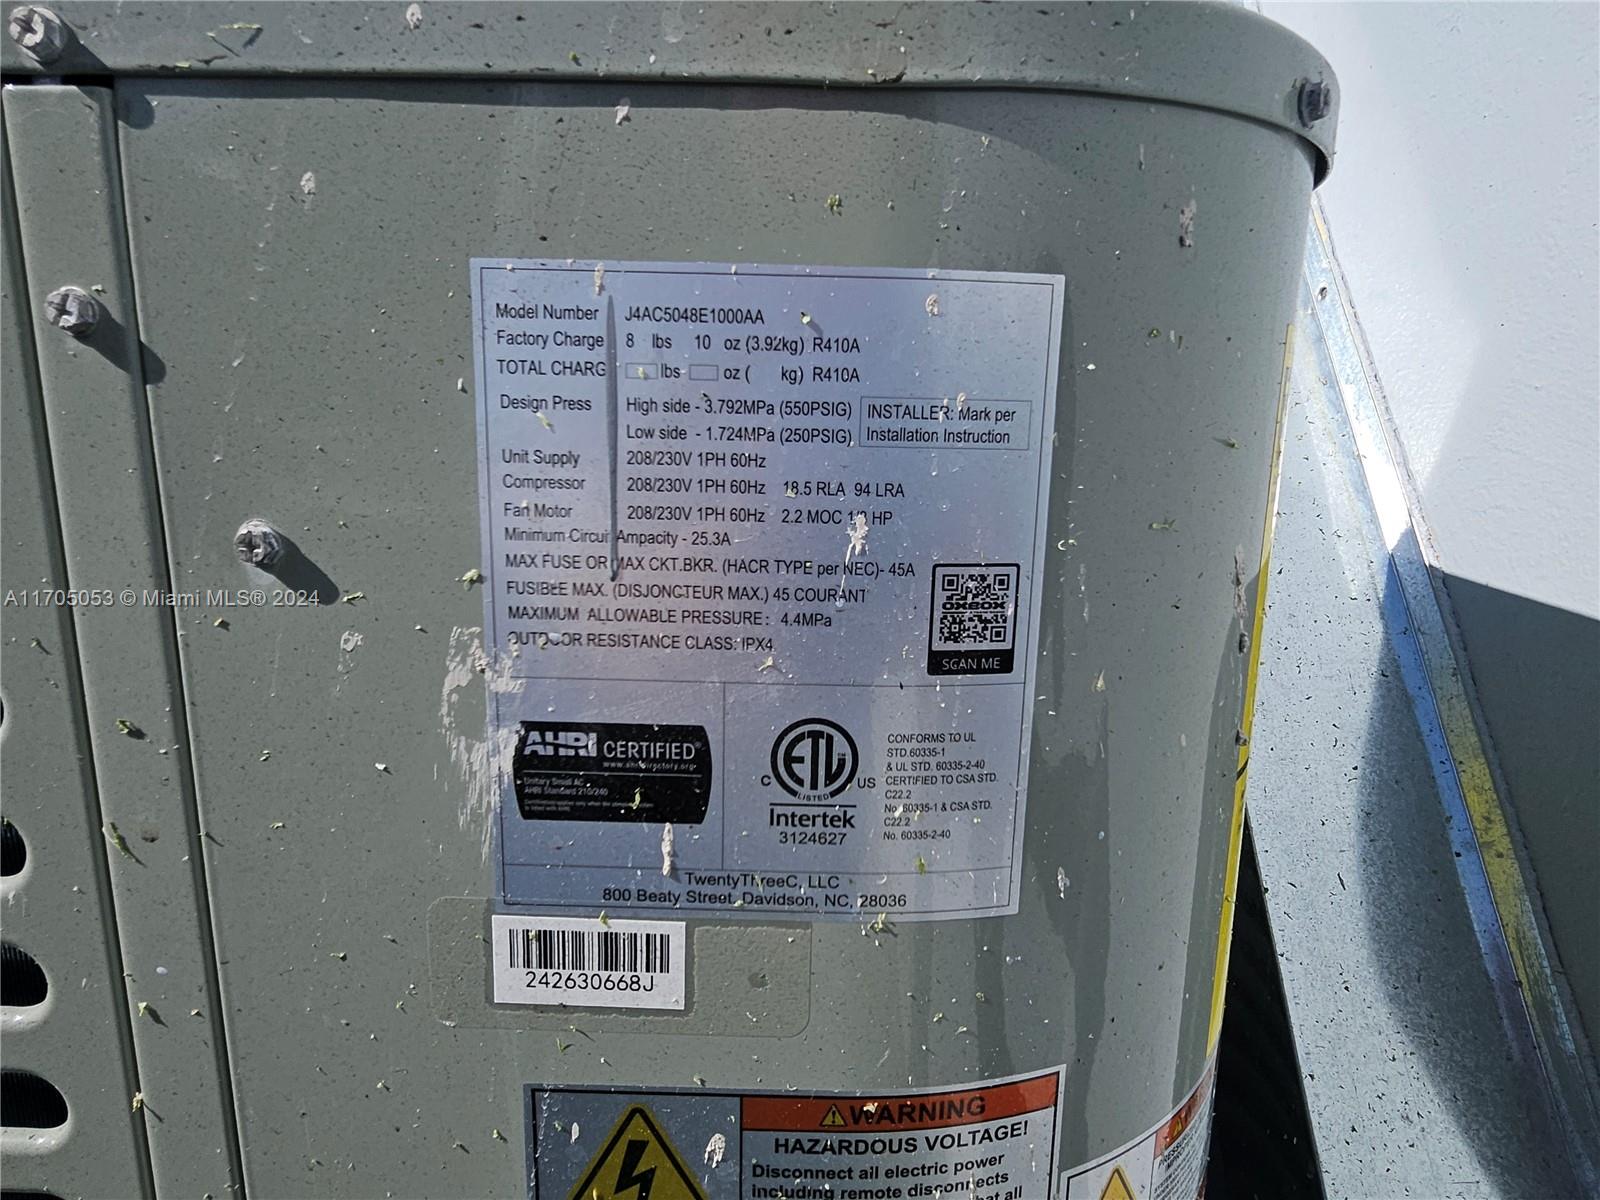 Model Number J4AC5048E1000AA
Factory Charge 8 lbs 10 oz (3.92kg) R410A
TOTAL CHARG lbs oz ( kg) R410A
Design Press High side - 3.792MPa (550PSIG)
Low side - 1.724MPa (250PSIG)
INSTALLER: Mark per
Installation Instruction
Unit Supply 208/230V 1PH 60Hz
Compressor 208/230V 1PH 60Hz 18.5 RLA 94 LRA
Fan Motor 208/230V 1PH 60Hz 2.2 MOC HP
Minimum Circuit Ampacity - 25.3A
MAX FUSE OR MAX CKT.BKR. (HACR TYPE per NEC)- 45A
FUSIBLE MAX. (DISJONCTEUR MAX.) 45 COURANT
MAXIMUM ALLOWABLE PRESSURE: 4.4MPa
OUTDOOR RESISTANCE CLASS: IPX4
OXBOX
SCAN ME
AHRI CERTIFIED®
www.ahridirectory.org
Unitary Small AC
AHRI Standard 210/240
C ETL US
LISTED
Intertek
3124627
CONFORMS TO UL
STD.60335-1
& UL STD. 60335-2-40
CERTIFIED TO CSA STD.
C22.2
No. 60335-1 & CSA STD.
C22.2
No. 60335-2-40
TwentyThreeC, LLC
800 Beaty Street, Davidson, NC, 28036
242630668J
WARNING
HAZARDOUS VOLTAGE!
Disconnect all electric power
including remote disconnects
that all
A11705053 © Miami MLS® 2024